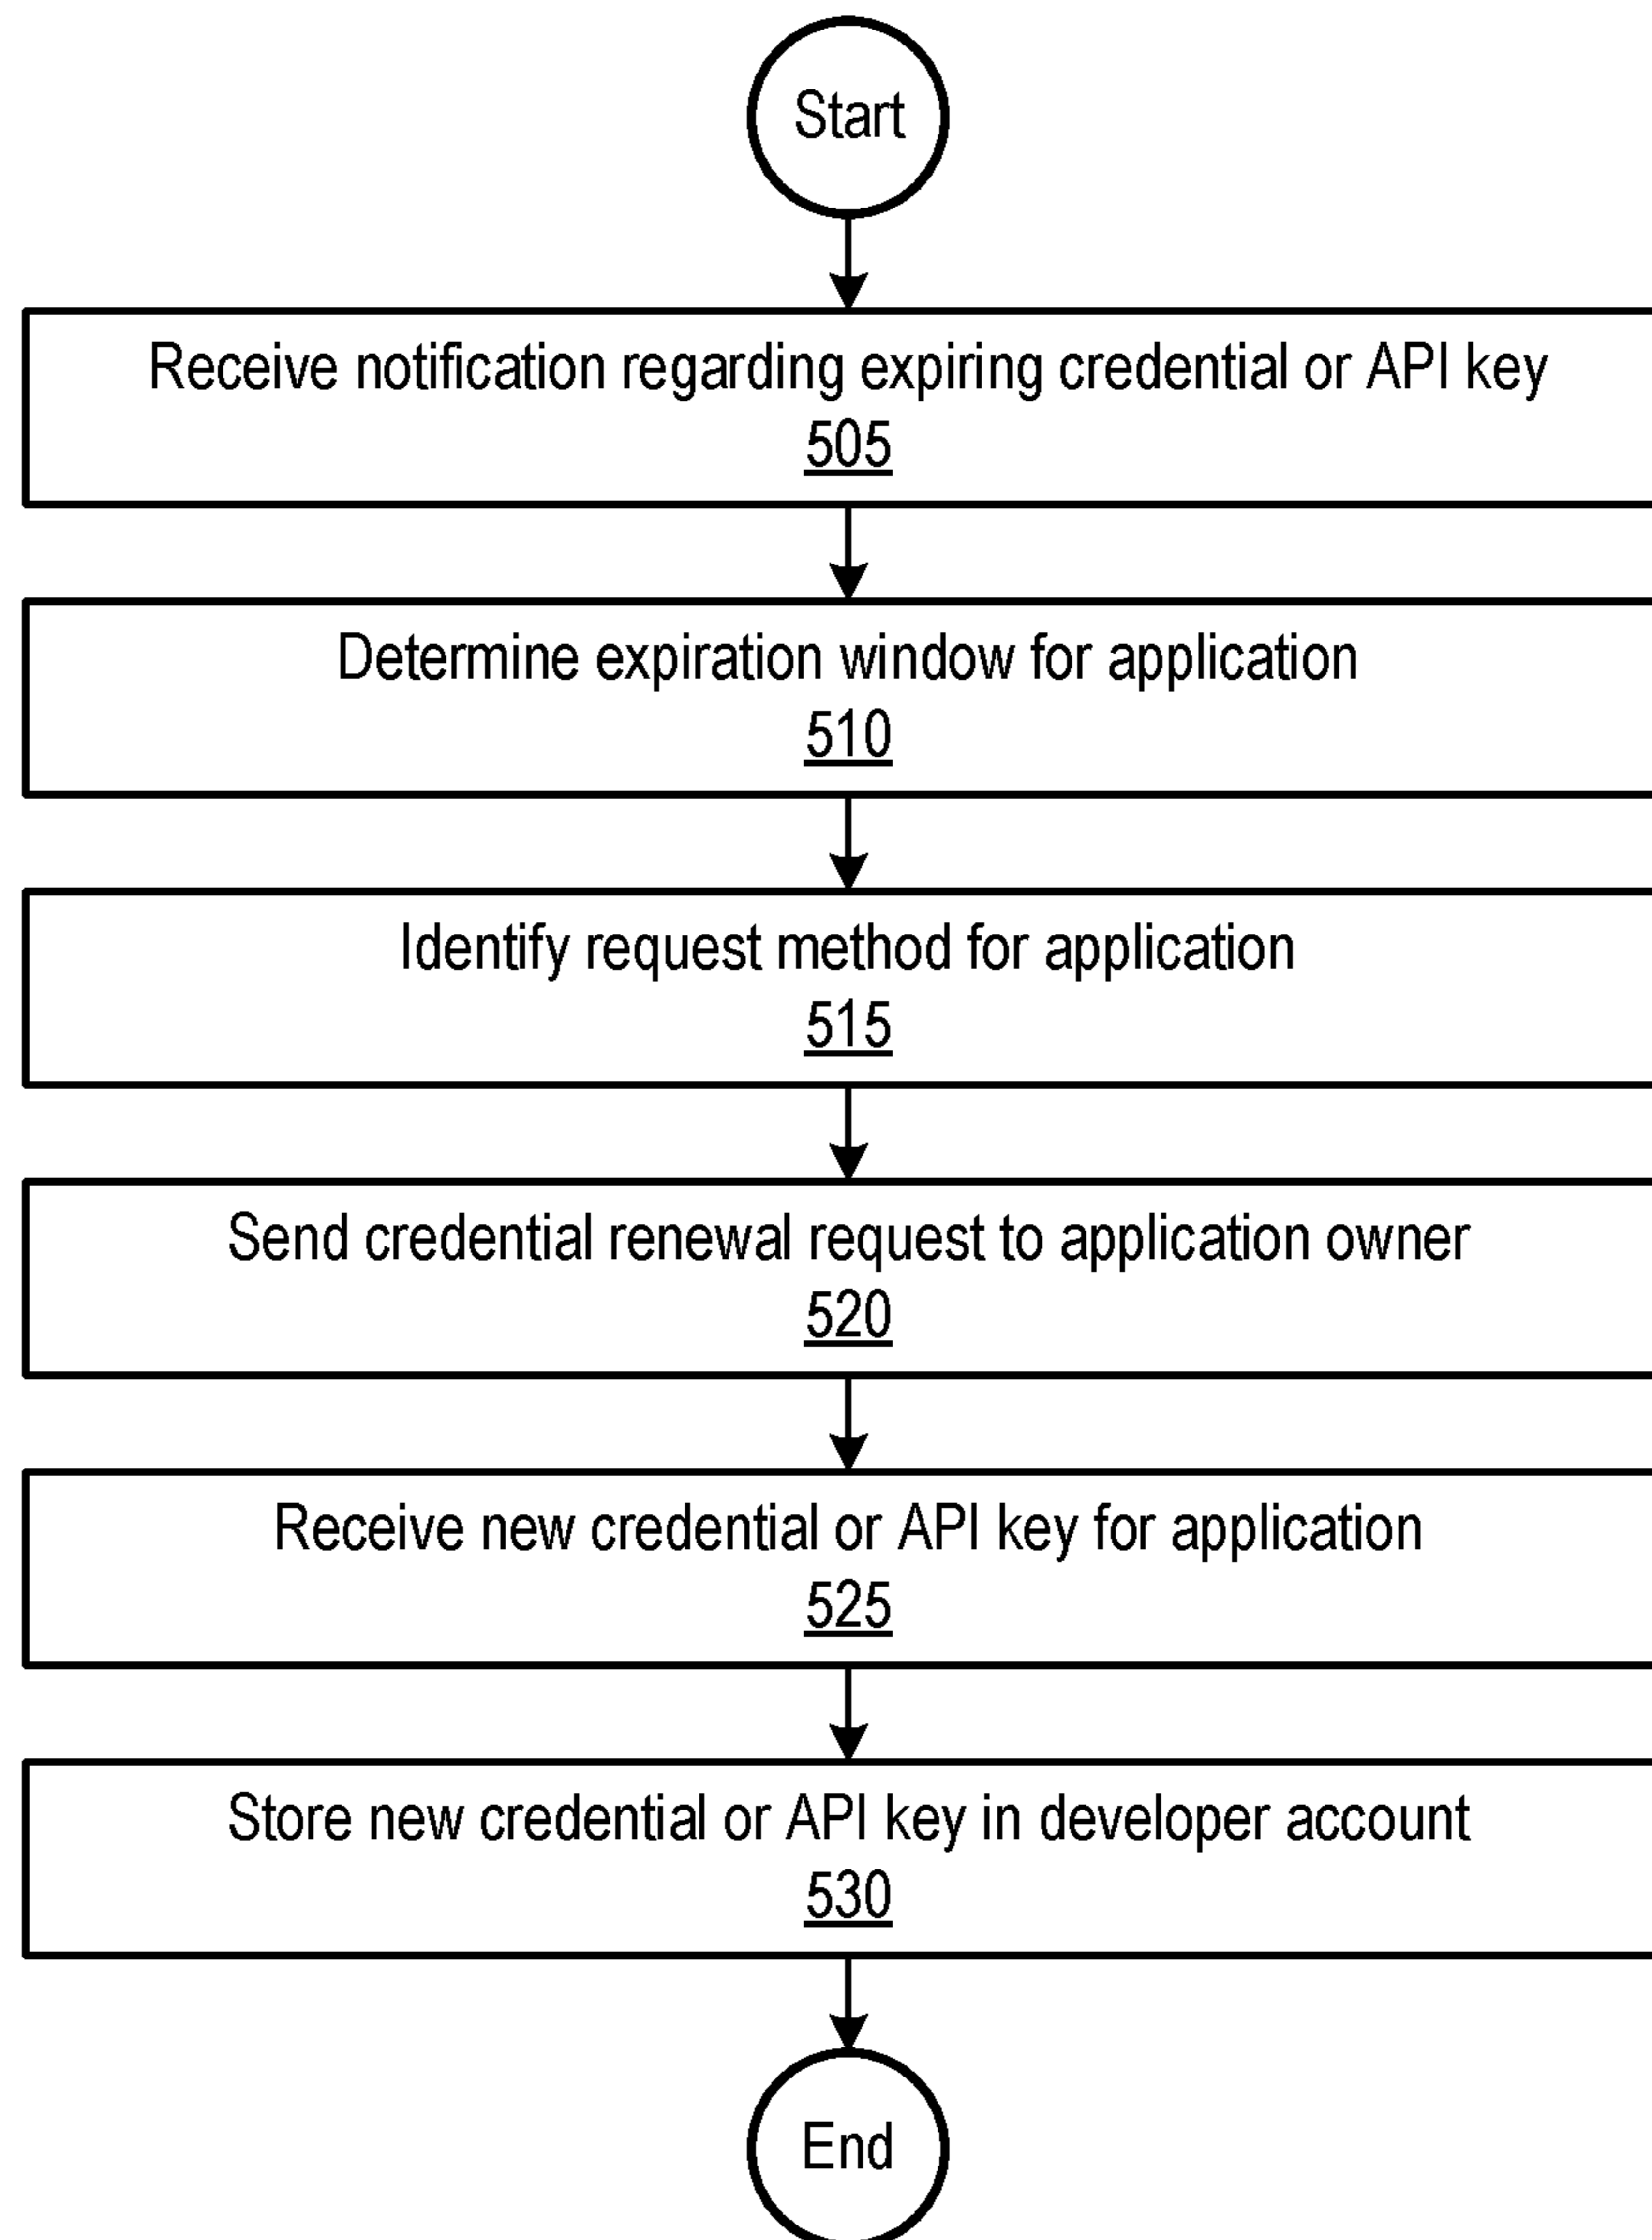 Start
Receive notification regarding expiring credential or API key
505
Determine expiration window for application
510
Identify request method for application
515
Send credential renewal request to application owner
520
Receive new credential or API key for application
525
Store new credential or API key in developer account
530
End